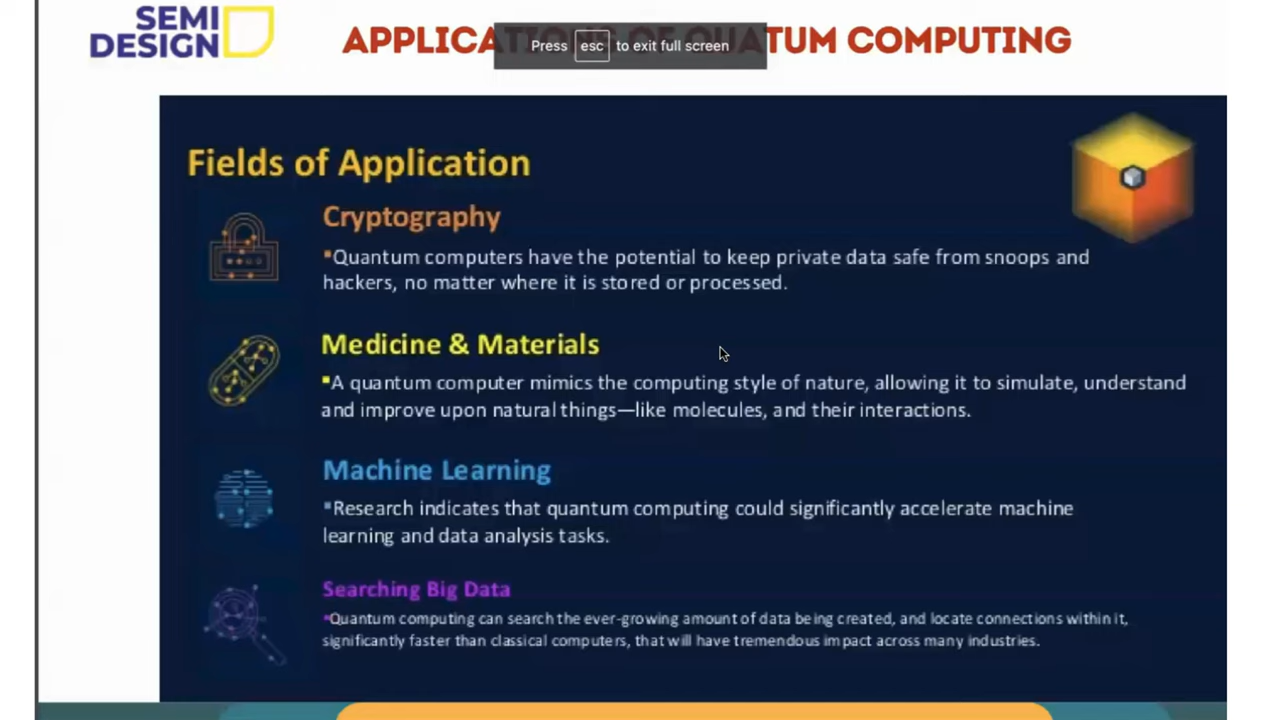 SEMI
DESIGN
APPLICA UATUM COMPUTING
Press esc to exit full screen
Fields of Application
Cryptography
▪Quantum computers have the potential to keep private data safe from snoops and
hackers, no matter where it is stored or processed.
Medicine & Materials
▪A quantum computer mimics the computing style of nature, allowing it to simulate, understand
and improve upon natural things—like molecules, and their interactions.
Machine Learning
▪Research indicates that quantum computing could significantly accelerate machine
learning and data analysis tasks.
Searching Big Data
▪Quantum computing can search the ever-growing amount of data being created, and locate connections within it,
significantly faster than classical computers, that will have tremendous impact across many industries.